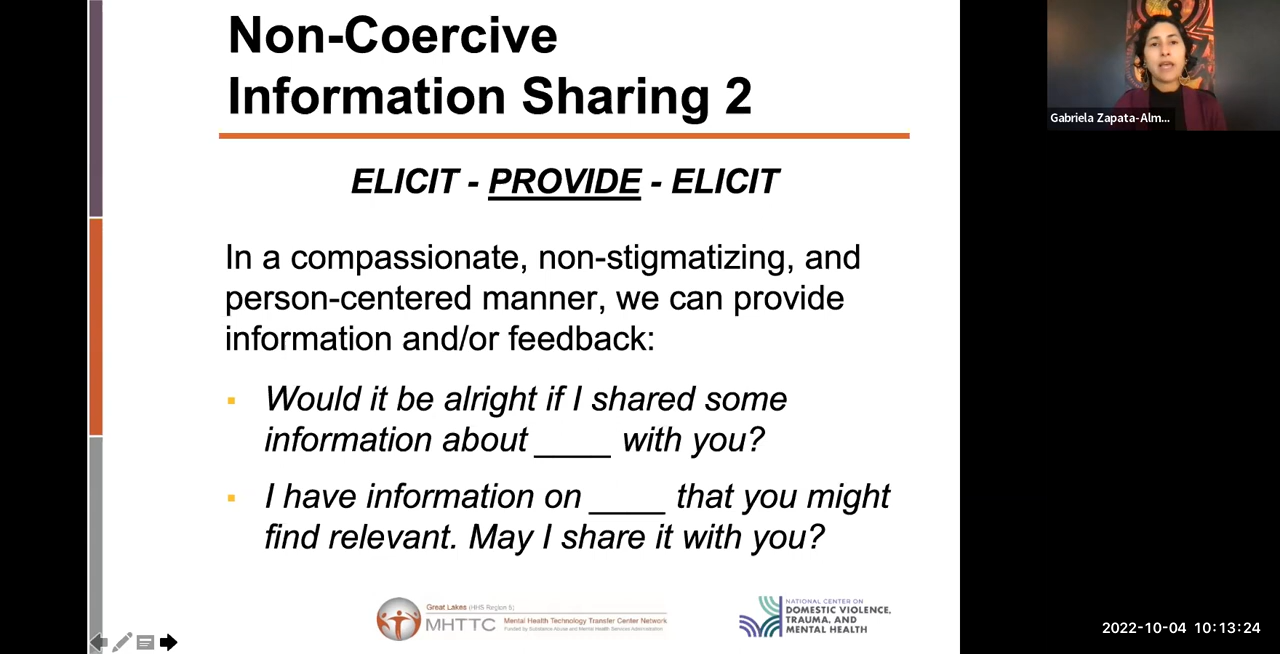 Non-Coercive
Information Sharing 2
ELICIT - PROVIDE - ELICIT
In a compassionate, non-stigmatizing, and
person-centered manner, we can provide
information and/or feedback:
Would it be alright if I shared some
information about ____ with you?
I have information on ____ that you might
find relevant. May I share it with you?
Great Lakes (HHS Region 5)
MHTTC Mental Health Technology Transfer Center Network
Funded by Substance Abuse and Mental Health Services Administration
NATIONAL CENTER ON
DOMESTIC VIOLENCE,
TRAUMA, AND
MENTAL HEALTH
Gabriela Zapata-Alm...
2022-10-04 10:13:24